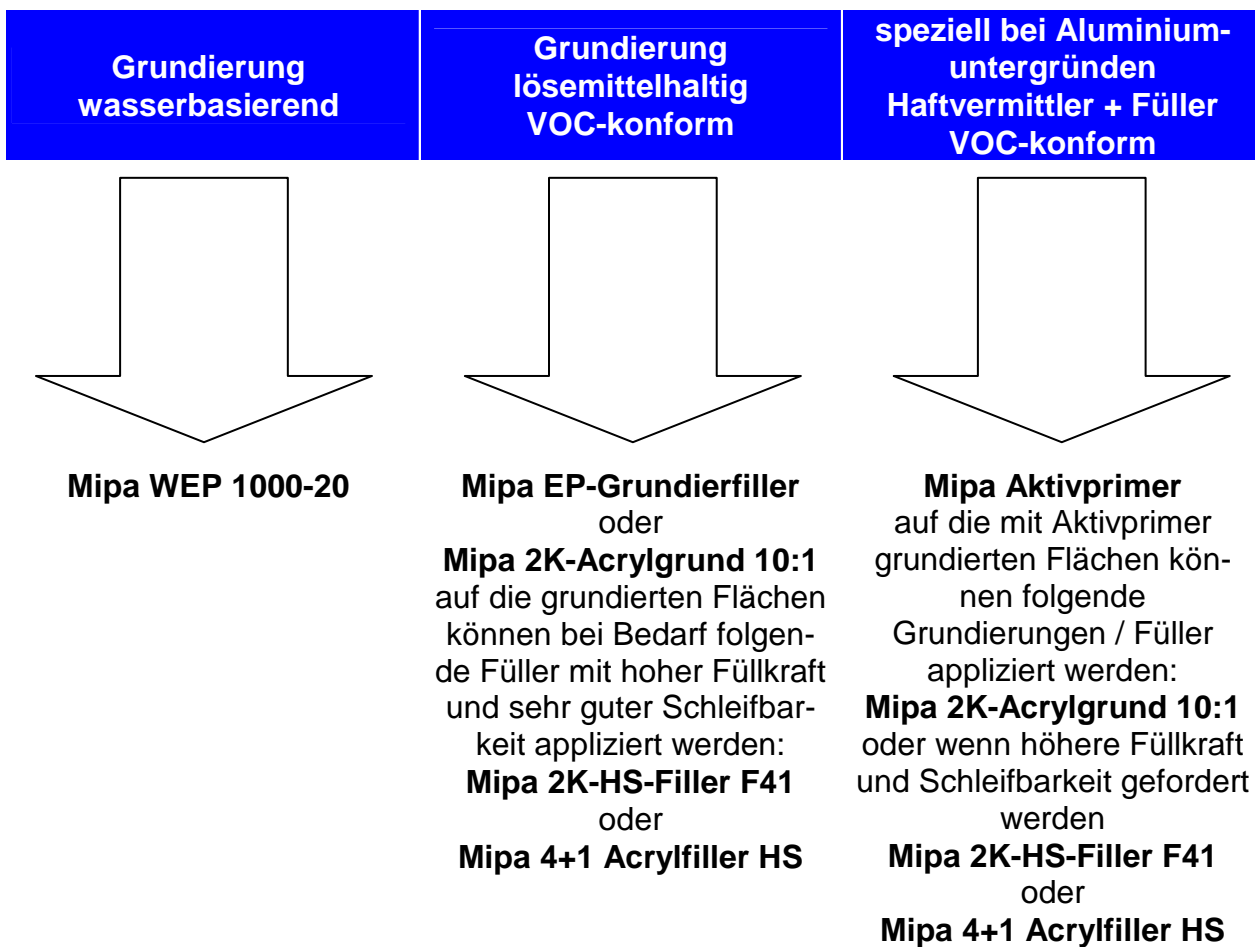 Grundierung
wasserbasierend
Grundierung
lösemittelhaltig
VOC-konform
speziell bei Aluminium-
untergründen
Haftvermittler + Füller
VOC-konform
Mipa WEP 1000-20
Mipa EP-Grundierfiller
oder
Mipa 2K-Acrylgrund 10:1
auf die grundierten Flächen
können bei Bedarf folgen-
de Füller mit hoher Füllkraft
und sehr guter Schleifbar-
keit appliziert werden:
Mipa 2K-HS-Filler F41
oder
Mipa 4+1 Acrylfiller HS
Mipa Aktivprimer
auf die mit Aktivprimer
grundierten Flächen kön-
nen folgende
Grundierungen / Füller
appliziert werden:
Mipa 2K-Acrylgrund 10:1
oder wenn höhere Füllkraft
und Schleifbarkeit gefordert
werden
Mipa 2K-HS-Filler F41
oder
Mipa 4+1 Acrylfiller HS